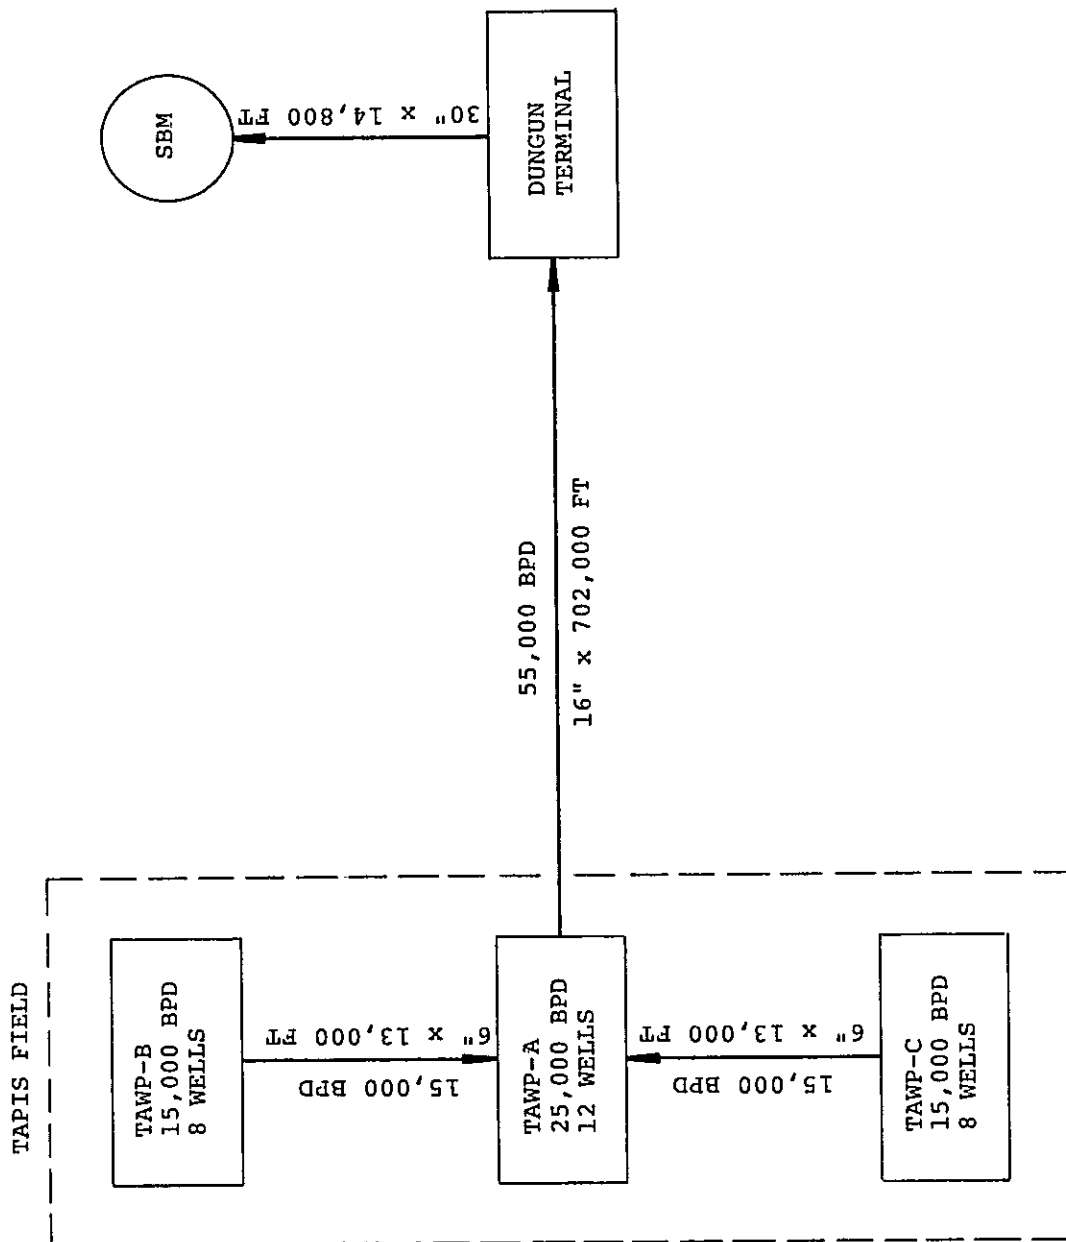 TAPIS FIELD
TAWP-B
15,000 BPD
8 WELLS
6" x 13,000 FT
15,000 BPD
TAWP-A
25,000 BPD
12 WELLS
6" x 13,000 FT
15,000 BPD
TAWP-C
15,000 BPD
8 WELLS
55,000 BPD
16" x 702,000 FT
SBM
30" x 14,800 FT
DUNGUN
TERMINAL